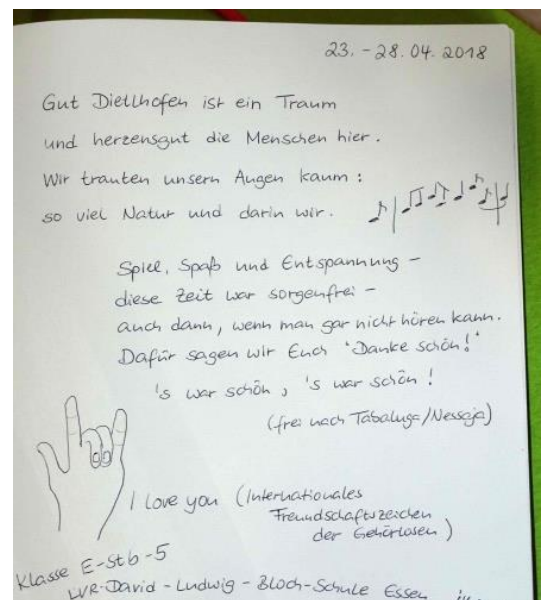 23. - 28.04.2018
Gut Dietlhofen ist ein Traum
und herzensgut die Menschen hier.
Wir trauten unsern Augen kaum:
so viel Natur und darin wir.
Spiel, Spaß und Entspannung -
diese Zeit war sorgenfrei -
auch dann, wenn man gar nicht hören kann.
Dafür sagen wir Euch "Danke schön!"
's war schön, 's war schön!
(frei nach Tabaluga/Nessaja)
I love you (Internationales
Freundschaftszeichen
der Gehörlosen)
Klasse E-Stb-5
LVR-David-Ludwig-Bloch-Schule Essen